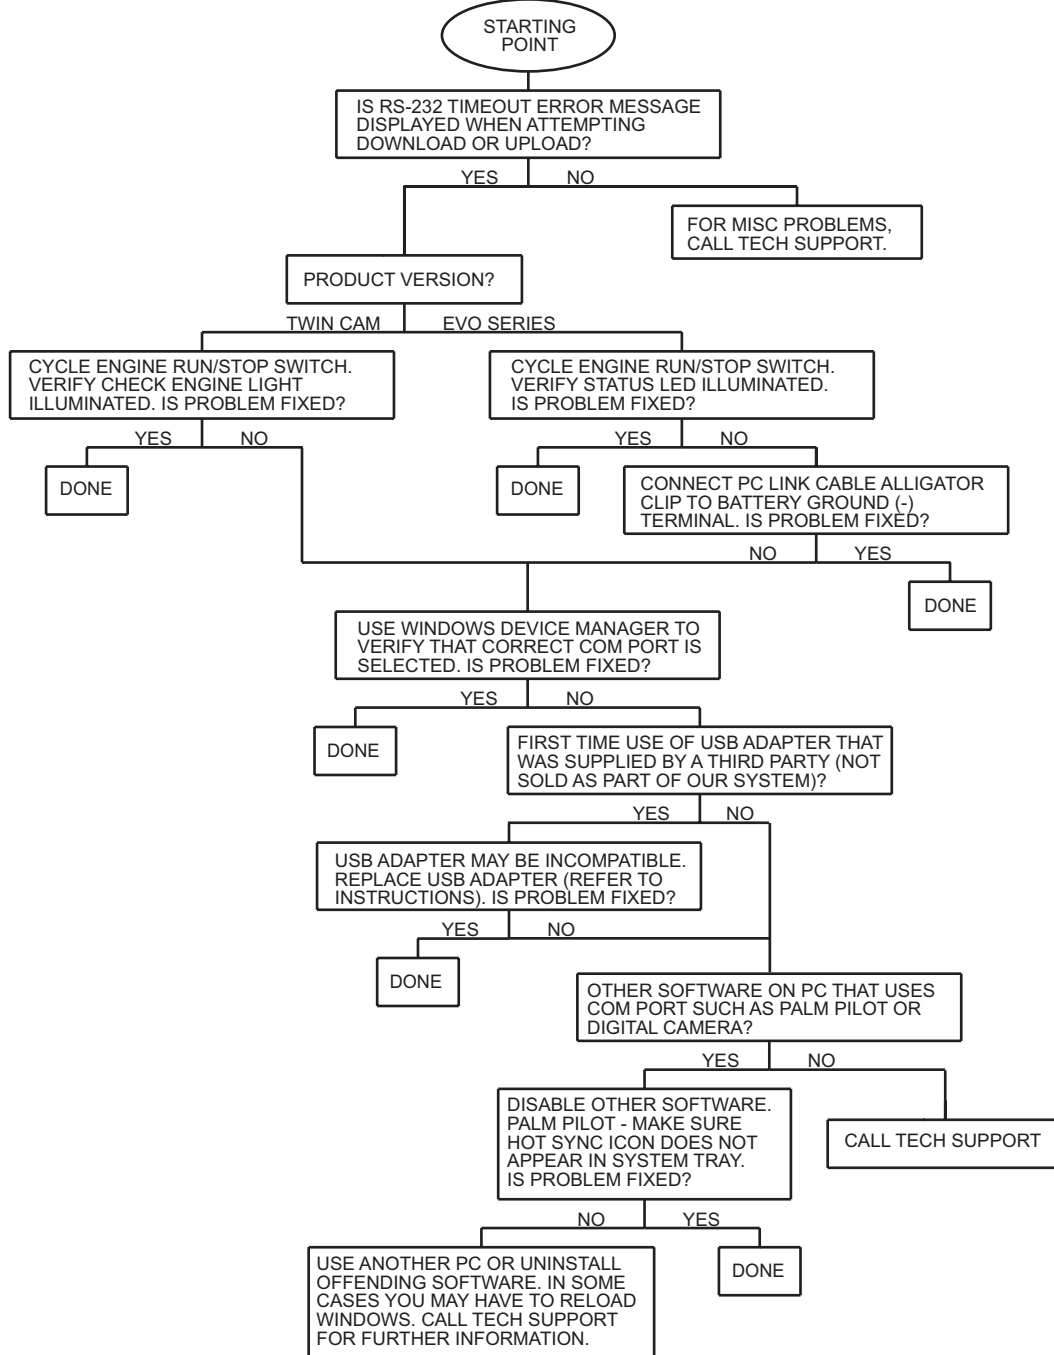 STARTING
POINT
IS RS-232 TIMEOUT ERROR MESSAGE
DISPLAYED WHEN ATTEMPTING
DOWNLOAD OR UPLOAD?
YES
NO
FOR MISC PROBLEMS,
CALL TECH SUPPORT.
PRODUCT VERSION?
TWIN CAM
EVO SERIES
CYCLE ENGINE RUN/STOP SWITCH.
VERIFY CHECK ENGINE LIGHT
ILLUMINATED. IS PROBLEM FIXED?
CYCLE ENGINE RUN/STOP SWITCH.
VERIFY STATUS LED ILLUMINATED.
IS PROBLEM FIXED?
YES
NO
YES
NO
DONE
DONE
CONNECT PC LINK CABLE ALLIGATOR
CLIP TO BATTERY GROUND (-)
TERMINAL. IS PROBLEM FIXED?
NO
YES
DONE
USE WINDOWS DEVICE MANAGER TO
VERIFY THAT CORRECT COM PORT IS
SELECTED. IS PROBLEM FIXED?
YES
NO
DONE
FIRST TIME USE OF USB ADAPTER THAT
WAS SUPPLIED BY A THIRD PARTY (NOT
SOLD AS PART OF OUR SYSTEM)?
YES
NO
USB ADAPTER MAY BE INCOMPATIBLE.
REPLACE USB ADAPTER (REFER TO
INSTRUCTIONS). IS PROBLEM FIXED?
YES
NO
DONE
OTHER SOFTWARE ON PC THAT USES
COM PORT SUCH AS PALM PILOT OR
DIGITAL CAMERA?
YES
NO
DISABLE OTHER SOFTWARE.
PALM PILOT - MAKE SURE
HOT SYNC ICON DOES NOT
APPEAR IN SYSTEM TRAY.
IS PROBLEM FIXED?
CALL TECH SUPPORT
NO
YES
USE ANOTHER PC OR UNINSTALL
OFFENDING SOFTWARE. IN SOME
CASES YOU MAY HAVE TO RELOAD
WINDOWS. CALL TECH SUPPORT
FOR FURTHER INFORMATION.
DONE